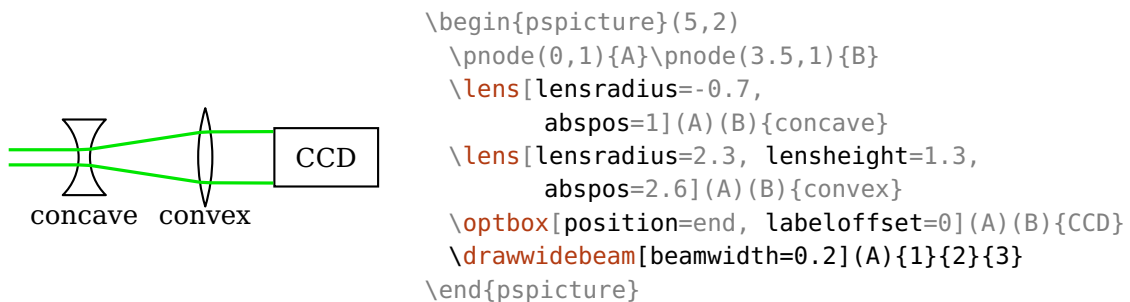 CCD
concave convex
\begin{pspicture}(5,2)
\pnode(0,1){A}\pnode(3.5,1){B}
\lens[lensradius=-0.7,
abspos=1](A)(B){concave}
\lens[lensradius=2.3, lensheight=1.3,
abspos=2.6](A)(B){convex}
\optbox[position=end, labeloffset=0](A)(B){CCD}
\drawwidebeam[beamwidth=0.2](A){1}{2}{3}
\end{pspicture}